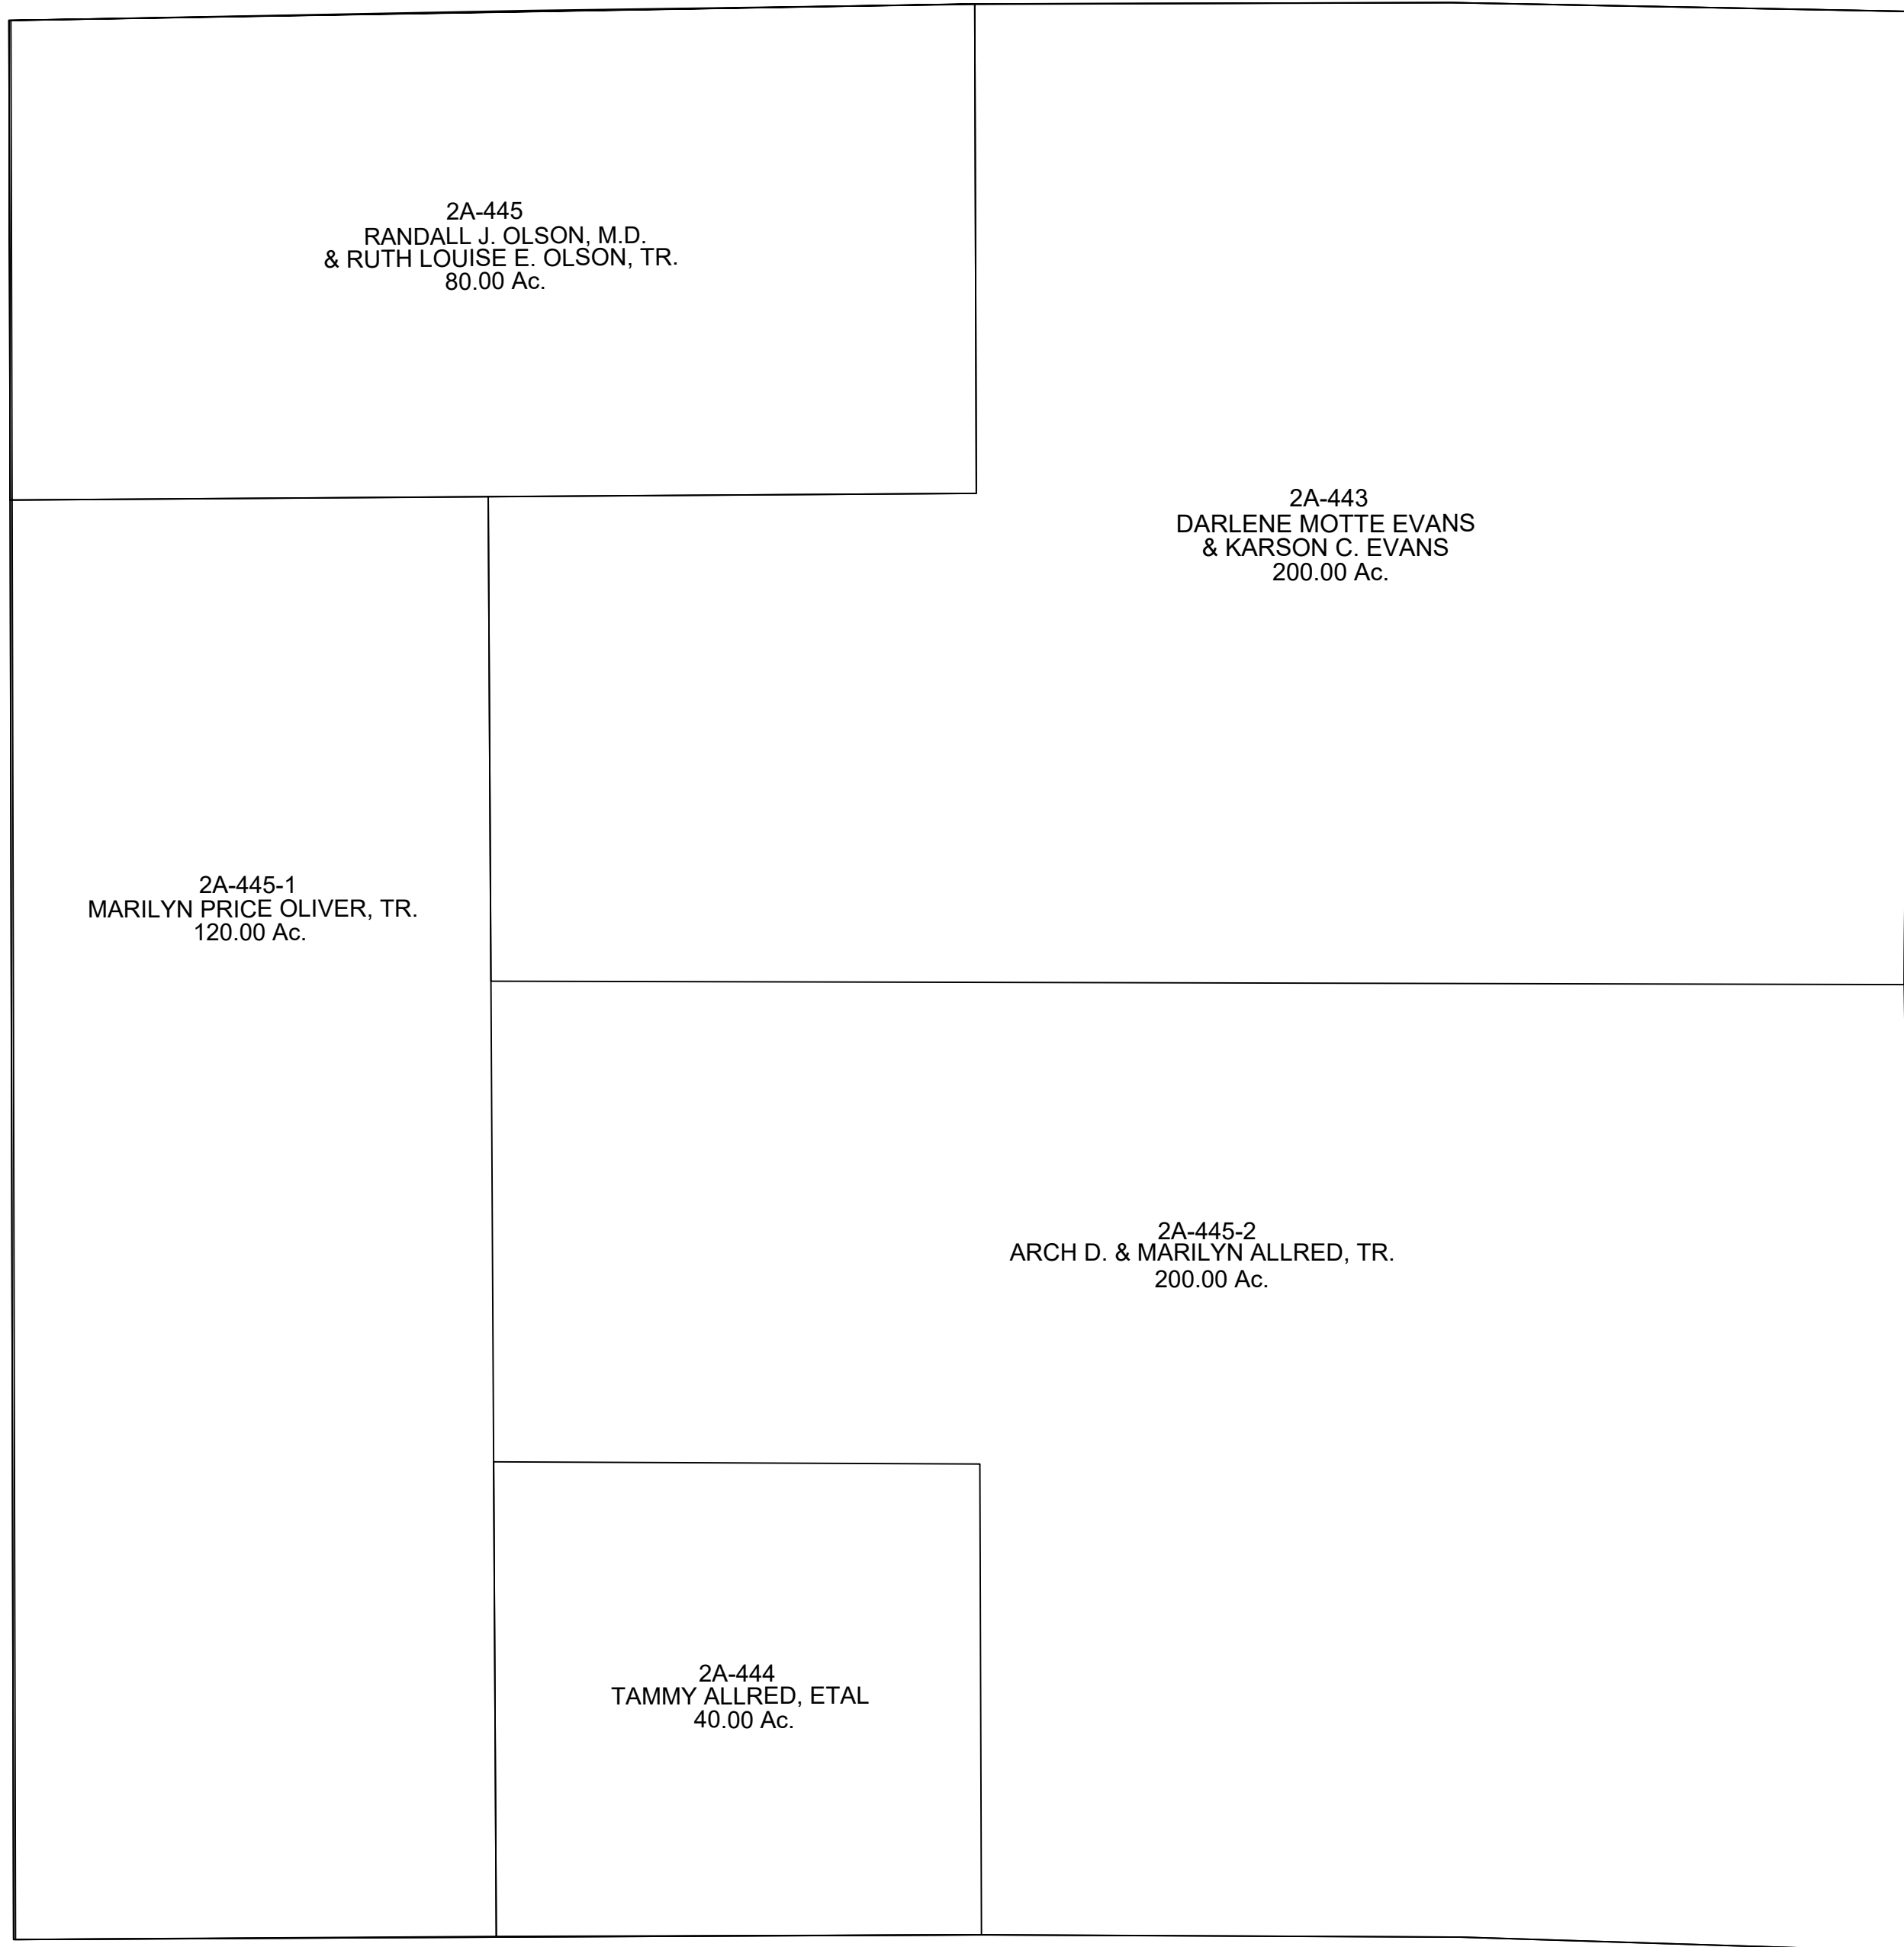 2A-445
RANDALL J. OLSON, M.D.
& RUTH LOUISE E. OLSON, TR.
80.00 Ac.
2A-443
DARLENE MOTTE EVANS
& KARSON C. EVANS
200.00 Ac.
2A-445-1
MARILYN PRICE OLIVER, TR.
120.00 Ac.
2A-445-2
ARCH D. & MARILYN ALLRED, TR.
200.00 Ac.
2A-444
TAMMY ALLRED, ETAL
40.00 Ac.